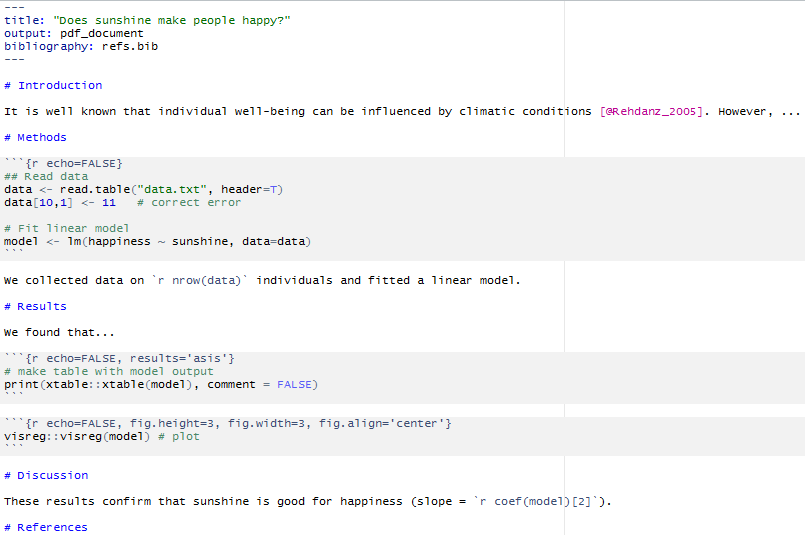 ---
title: "Does sunshine make people happy?"
output: pdf_document
bibliography: refs.bib
---
# Introduction
It is well known that individual well-being can be influenced by climatic conditions [@Rehdanz_2005]. However, ...
# Methods
```{r echo=FALSE}
## Read data
data <- read.table("data.txt", header=T)
data[10,1] <- 11   # correct error
# Fit linear model
model <- lm(happiness ~ sunshine, data=data)
```
We collected data on `r nrow(data)` individuals and fitted a linear model.
# Results
We found that...
```{r echo=FALSE, results='asis'}
# make table with model output
print(xtable::xtable(model), comment = FALSE)
```
```{r echo=FALSE, fig.height=3, fig.width=3, fig.align='center'}
visreg::visreg(model) # plot
```
# Discussion
These results confirm that sunshine is good for happiness (slope = `r coef(model)[2]`).
# References